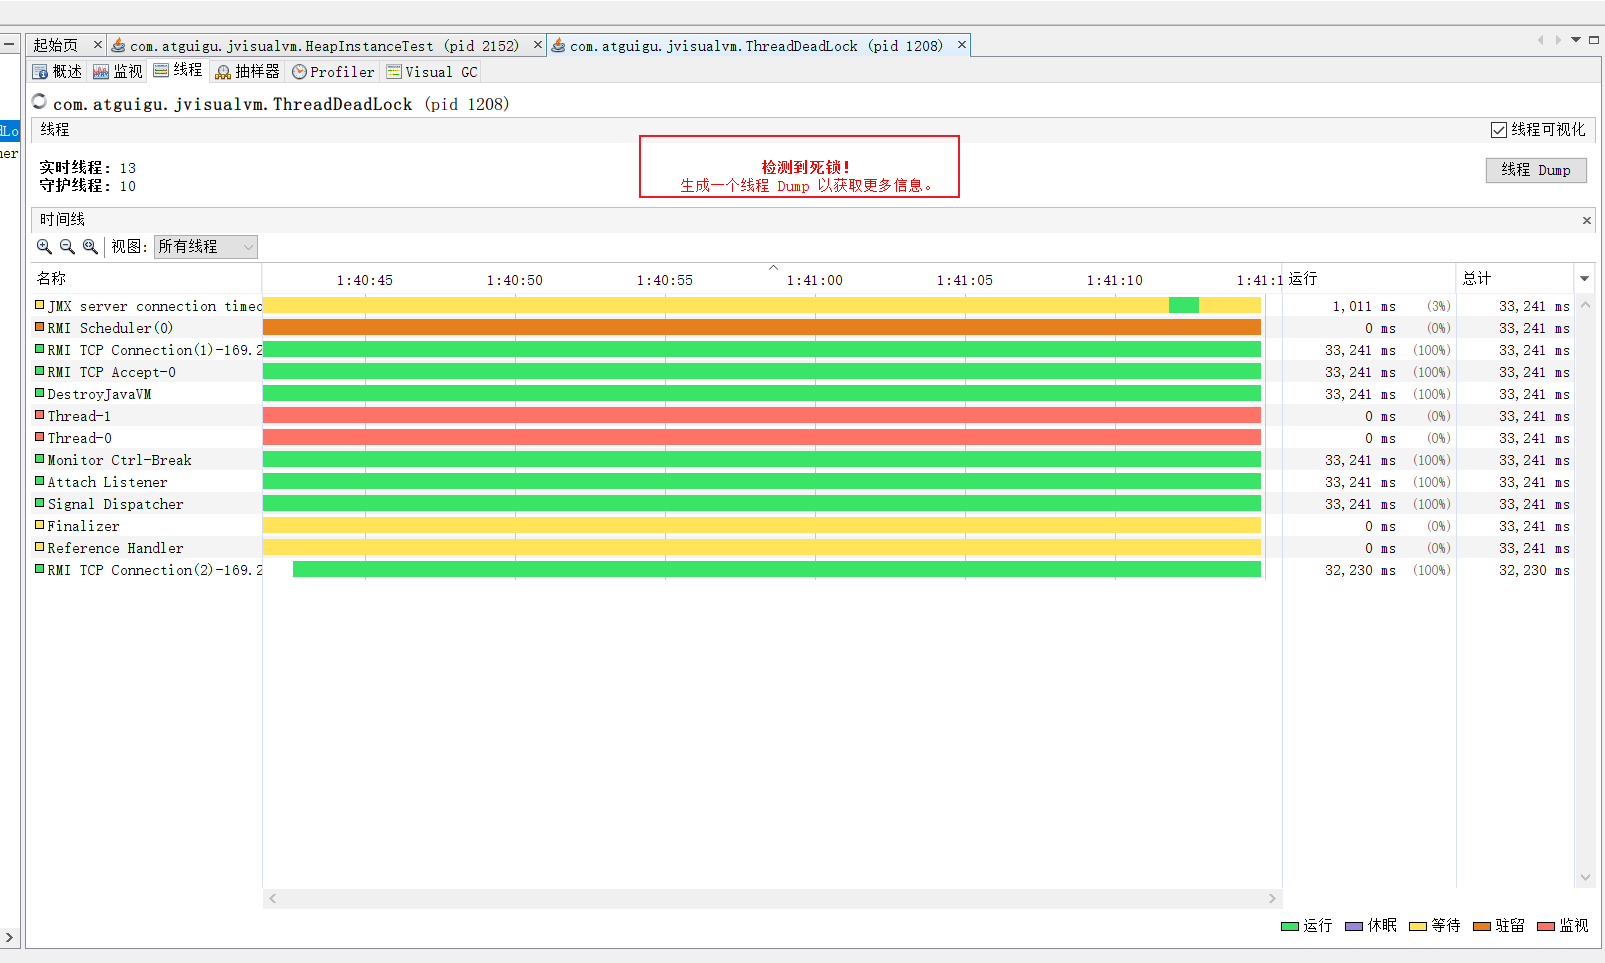 起始页 com.atguigu.jvisualvm.HeapInstanceTest (pid 2152) com.atguigu.jvisualvm.ThreadDeadLock (pid 1208)
概述 监视 线程 抽样器 Profiler Visual GC
com.atguigu.jvisualvm.ThreadDeadLock (pid 1208)
线程 线程可视化
实时线程: 13
守护线程: 10
检测到死锁!
生成一个线程 Dump 以获取更多信息。
线程 Dump
时间线
视图: 所有线程
名称 1:40:45 1:40:50 1:40:55 1:41:00 1:41:05 1:41:10 1:41:1 运行 总计
JMX server connection timeo 1,011 ms (3%) 33,241 ms
RMI Scheduler(0) 0 ms (0%) 33,241 ms
RMI TCP Connection(1)-169.2 33,241 ms (100%) 33,241 ms
RMI TCP Accept-0 33,241 ms (100%) 33,241 ms
DestroyJavaVM 33,241 ms (100%) 33,241 ms
Thread-1 0 ms (0%) 33,241 ms
Thread-0 0 ms (0%) 33,241 ms
Monitor Ctrl-Break 33,241 ms (100%) 33,241 ms
Attach Listener 33,241 ms (100%) 33,241 ms
Signal Dispatcher 33,241 ms (100%) 33,241 ms
Finalizer 0 ms (0%) 33,241 ms
Reference Handler 0 ms (0%) 33,241 ms
RMI TCP Connection(2)-169.2 32,230 ms (100%) 32,230 ms
运行 休眠 等待 驻留 监视